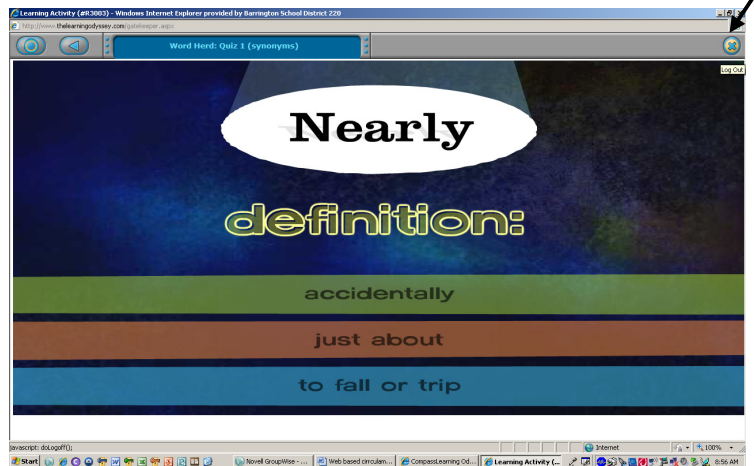 Learning Activity (#R3003) - Windows Internet Explorer provided by Barrington School District 220
http://www.thelearningodyssey.com/gatekeeper.aspx
Word Herd: Quiz 1 (synonyms)
Log Out
Nearly
definition:
accidentally
just about
to fall or trip
javascript: doLogoff();
Internet
100%
Start
Novell GroupWise - ...
Web based circulam...
CompassLearning Od...
Learning Activity (...
8:56 AM